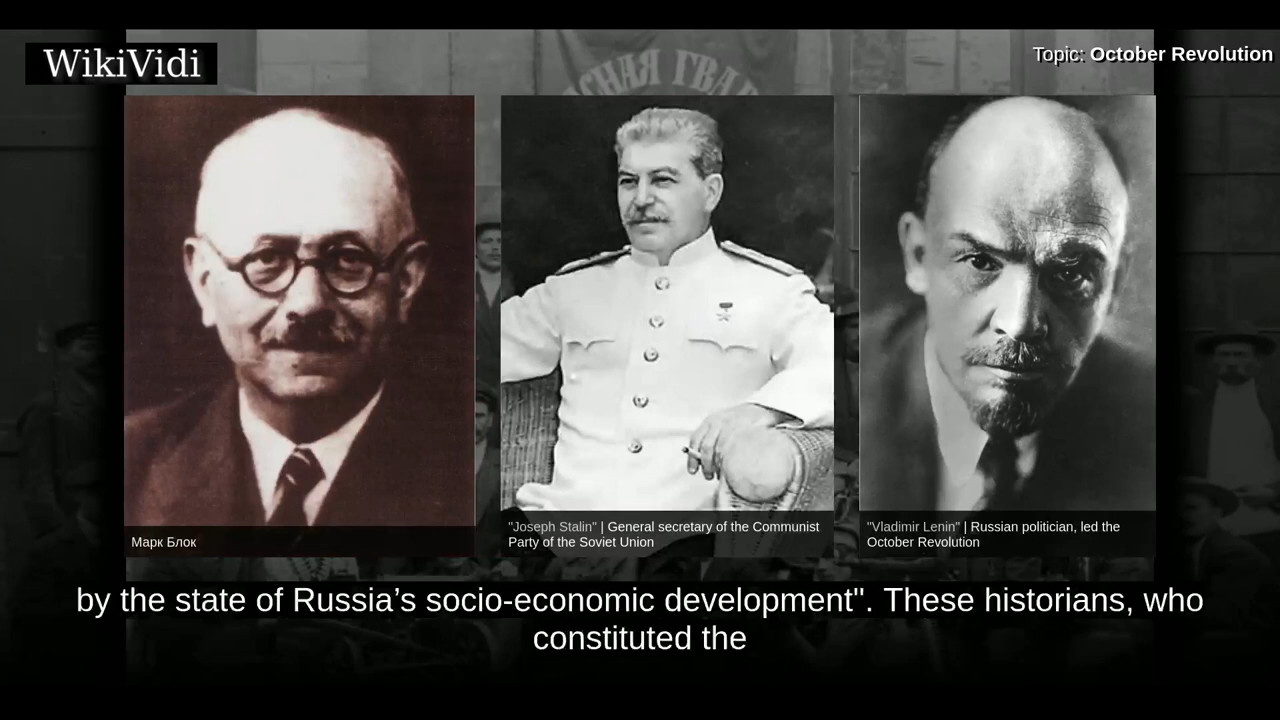 WikiVidi
Topic: October Revolution
СНАЯ ГВА
Марк Блок
"Joseph Stalin" | General secretary of the Communist
Party of the Soviet Union
"Vladimir Lenin" | Russian politician, led the
October Revolution
by the state of Russia’s socio-economic development". These historians, who
constituted the